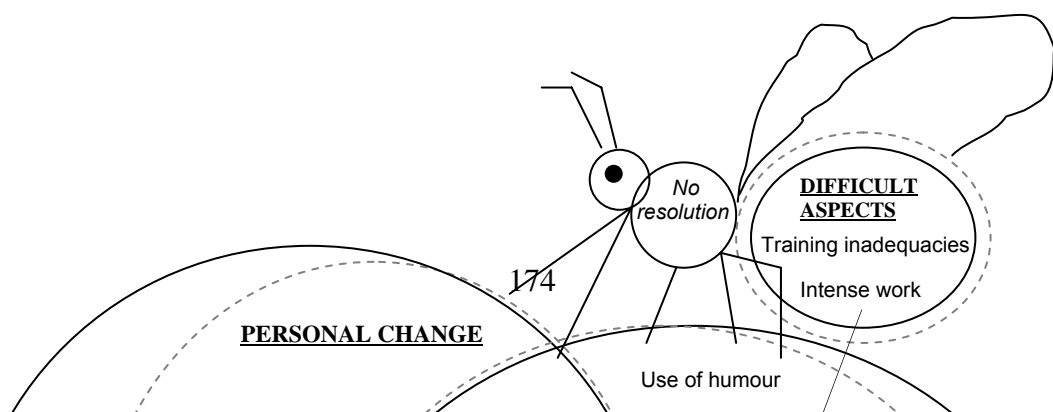 No
resolution
DIFFICULT
ASPECTS
Training inadequacies
Intense work
174
PERSONAL CHANGE
Use of humour